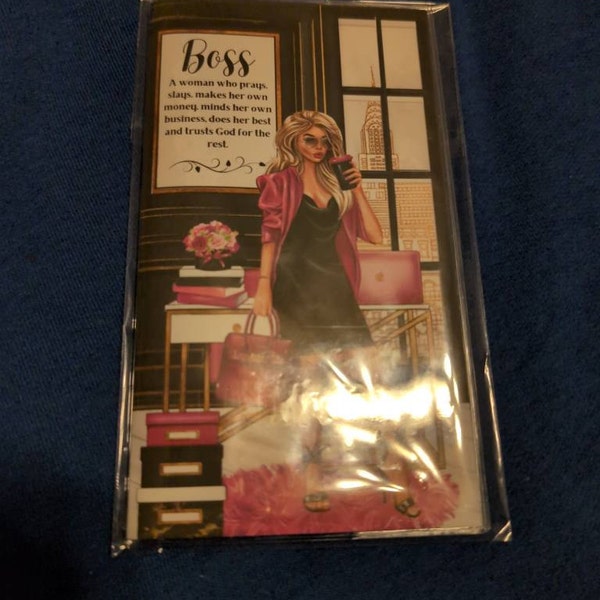 Boss
A woman who prays,
slays, makes her own
money, minds her own
business, does her best
and trusts God for the
rest.